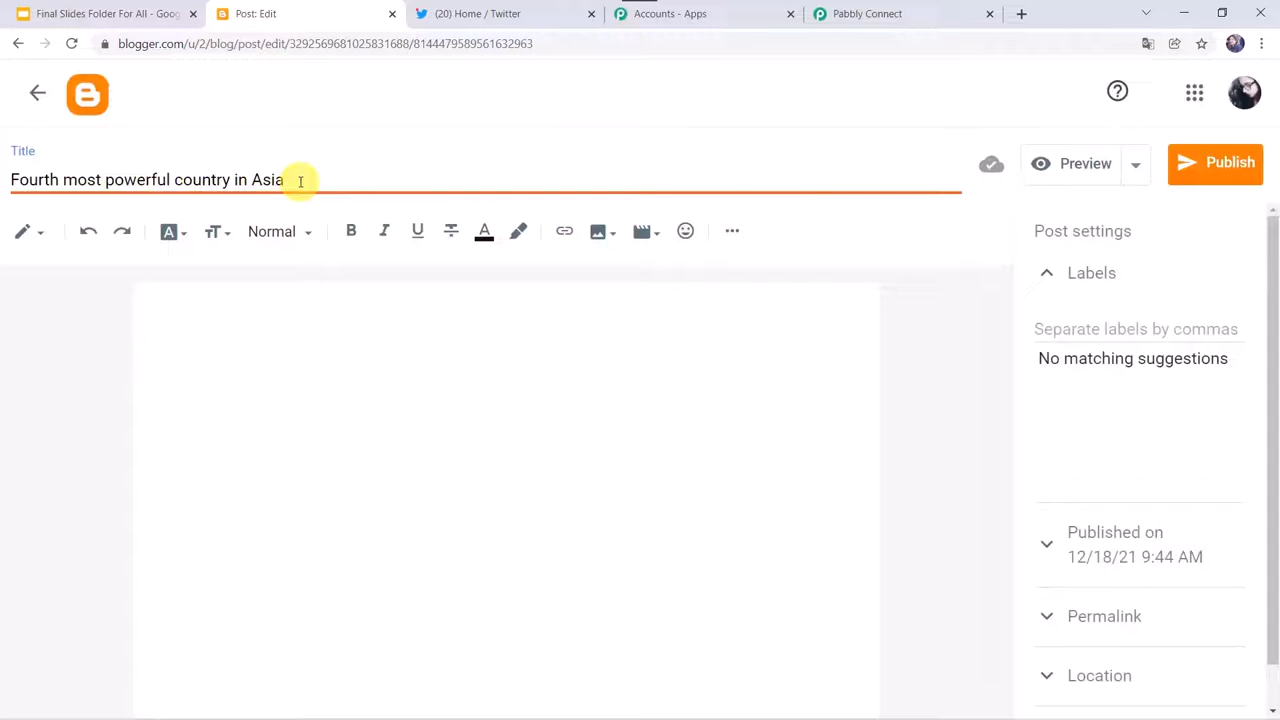 Final Slides Folder For All - Goog
Post: Edit
(20) Home / Twitter
Accounts - Apps
Pabbly Connect
blogger.com/u/2/blog/post/edit/3292569681025831688/8144479589561632963
Title
Fourth most powerful country in Asia
Preview
Publish
Normal
B I U
Post settings
Labels
Separate labels by commas
No matching suggestions
Published on
12/18/21 9:44 AM
Permalink
Location